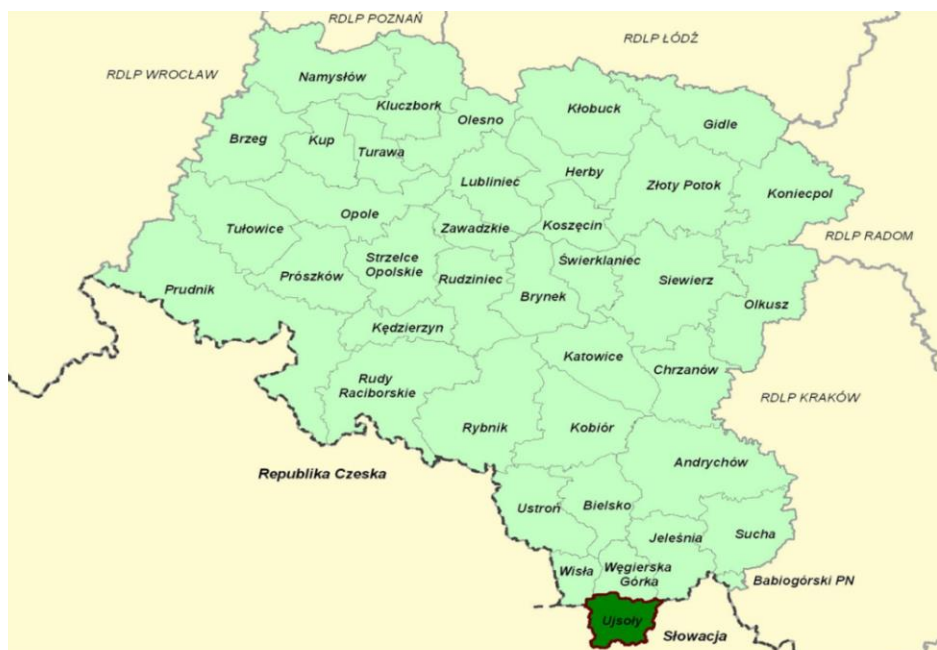 RDLP POZNAŃ
RDLP ŁÓDŹ
RDLP WROCŁAW
Namysłów
Kluczbork
Olesno
Kłobuck
Gidle
Brzeg
Kup
Turawa
Lubliniec
Herby
Złoty Potok
Koniecpol
Opole
Tułowice
Zawadzkie
Koszęcin
RDLP RADOM
Strzelce
Opolskie
Prószków
Rudziniec
Świerklaniec
Siewierz
Prudnik
Brynek
Olkusz
Kędzierzyn
Katowice
Chrzanów
Rudy
Raciborskie
RDLP KRAKÓW
Rybnik
Kobiór
Andrychów
Republika Czeska
Ustroń
Bielsko
Jeleśnia
Sucha
Wisła
Węgierska
Górka
Babiogórski PN
Ujsoły
Słowacja